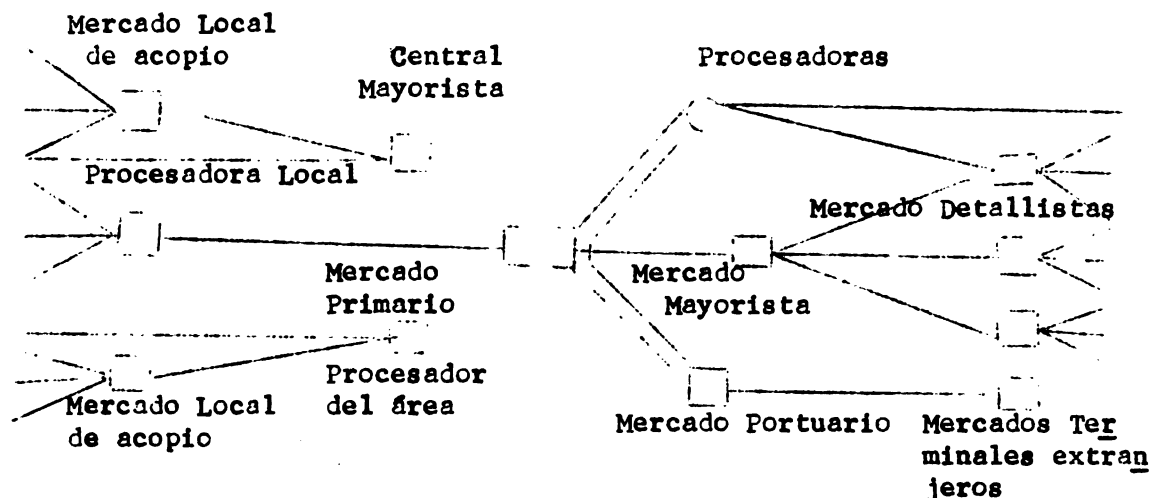 Mercado Local
de acopio
Central
Mayorista
Procesadoras
Procesadora Local
Mercado Detallistas
Mercado
Primario
Mercado
Mayorista
Procesador
del área
Mercado Local
de acopio
Mercado Portuario
Mercados Ter
minales extran
jeros